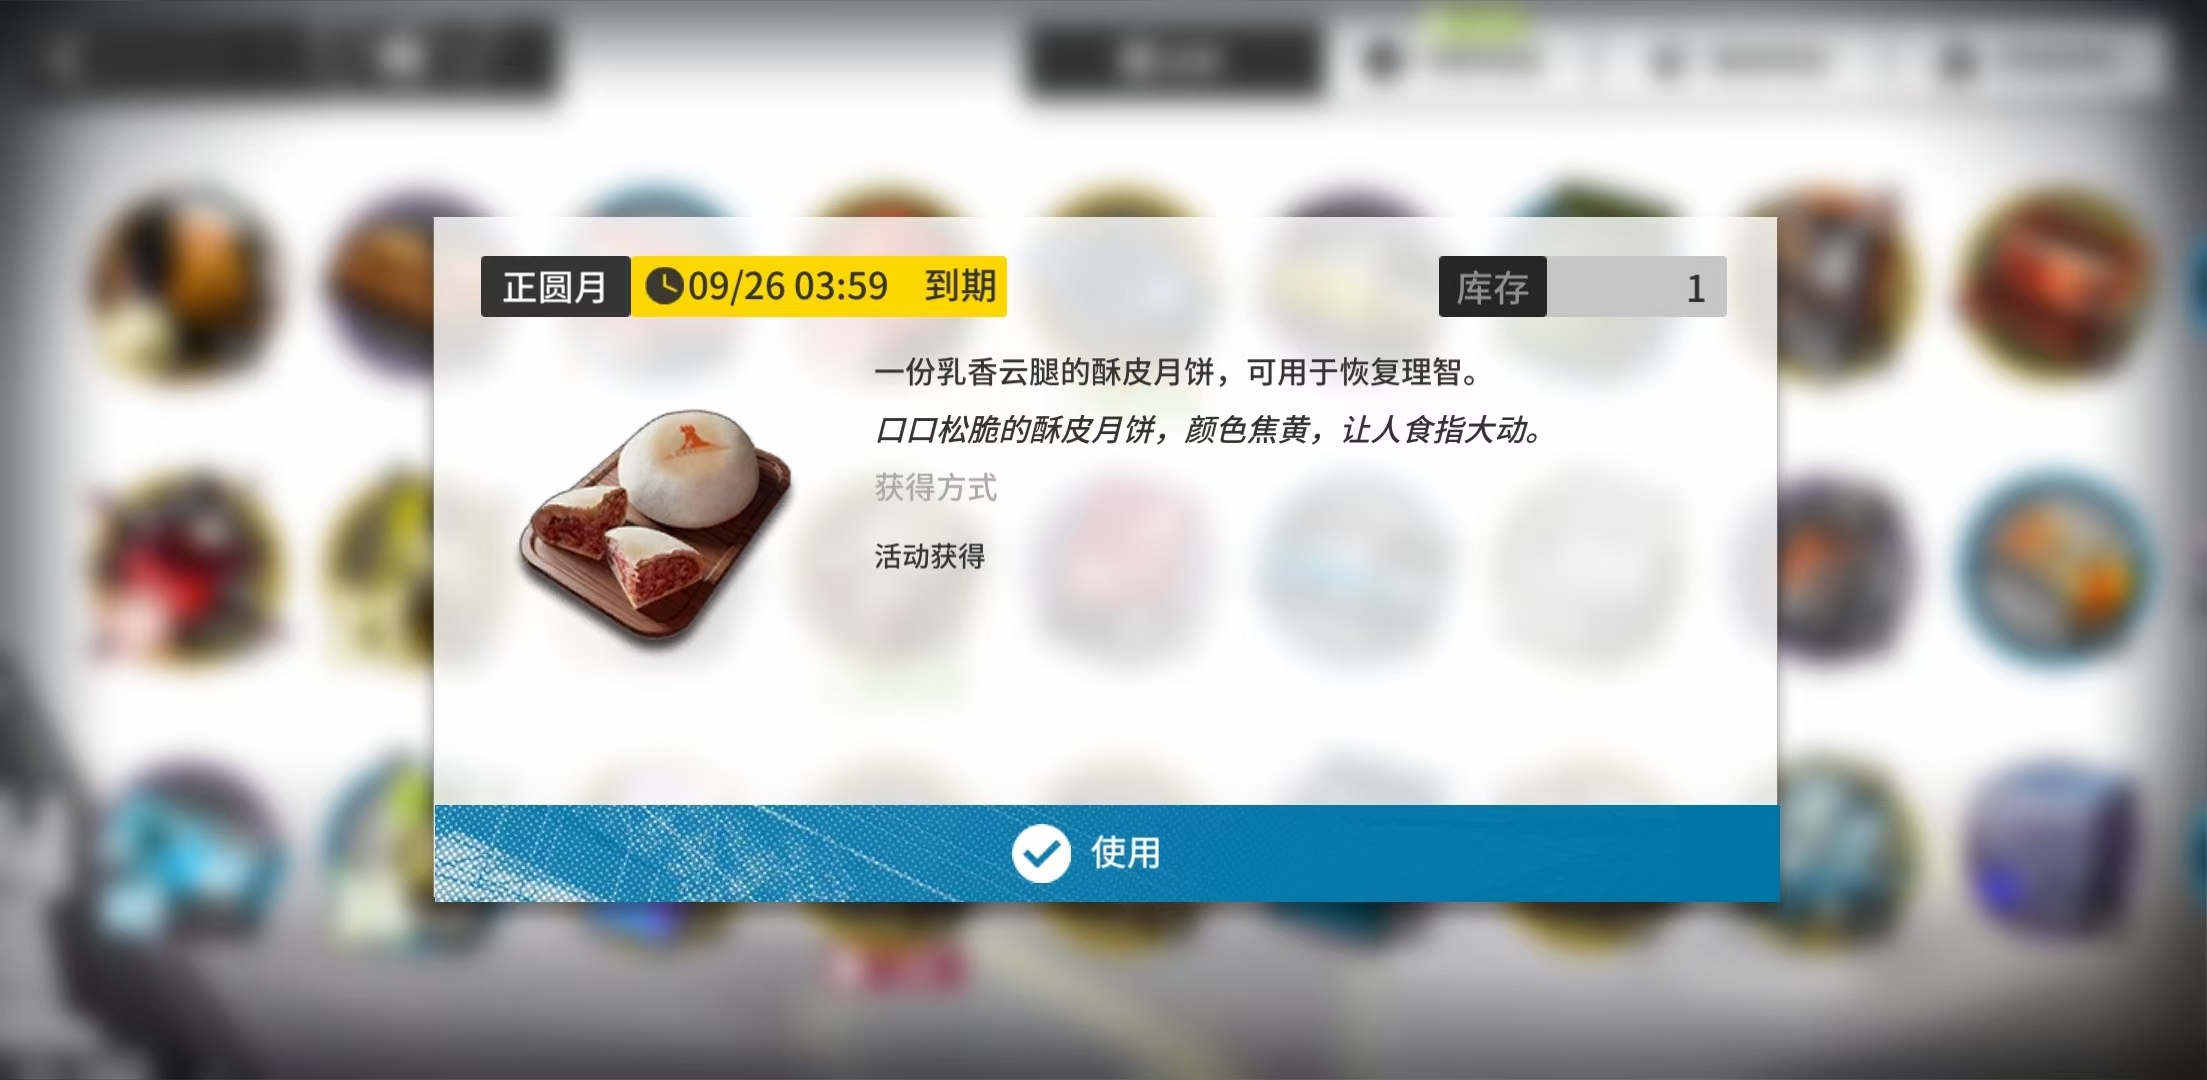 正圆月
09/26 03:59 到期
库存 1
一份乳香云腿的酥皮月饼，可用于恢复理智。
口口松脆的酥皮月饼，颜色焦黄，让人食指大动。
获得方式
活动获得
使用